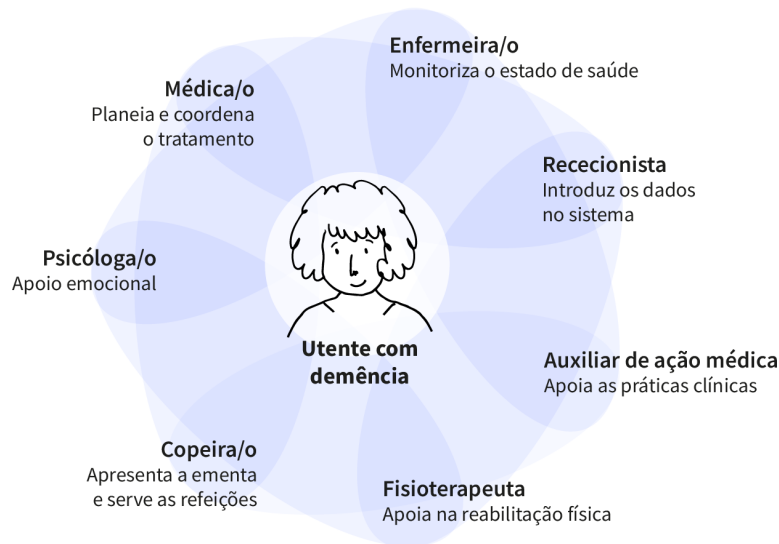 Enfermeira/o
Monitoriza o estado de saúde
Médica/o
Planeia e coordena
o tratamento
Rececionista
Introduz os dados
no sistema
Psicóloga/o
Apoio emocional
Utente com
demência
Auxiliar de ação médica
Apoia as práticas clínicas
Copeira/o
Apresenta a ementa
e serve as refeições
Fisioterapeuta
Apoia na reabilitação física